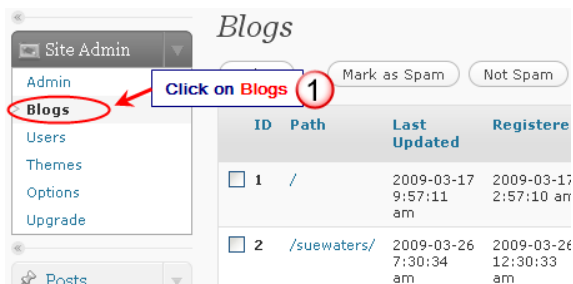 Blogs
Site Admin
Admin
Blogs
Users
Themes
Options
Upgrade
Posts
Click on Blogs 1
Mark as Spam Not Spam
ID Path Last Updated Registere
1 / 2009-03-17 9:57:11 am 2009-03-17 2:57:10 am
2 /suewaters/ 2009-03-26 7:30:34 am 2009-03-26 12:30:33 am